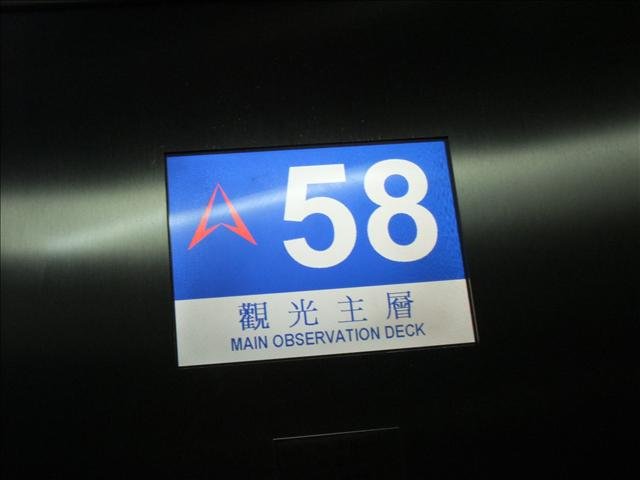 58
觀光主層
MAIN OBSERVATION DECK